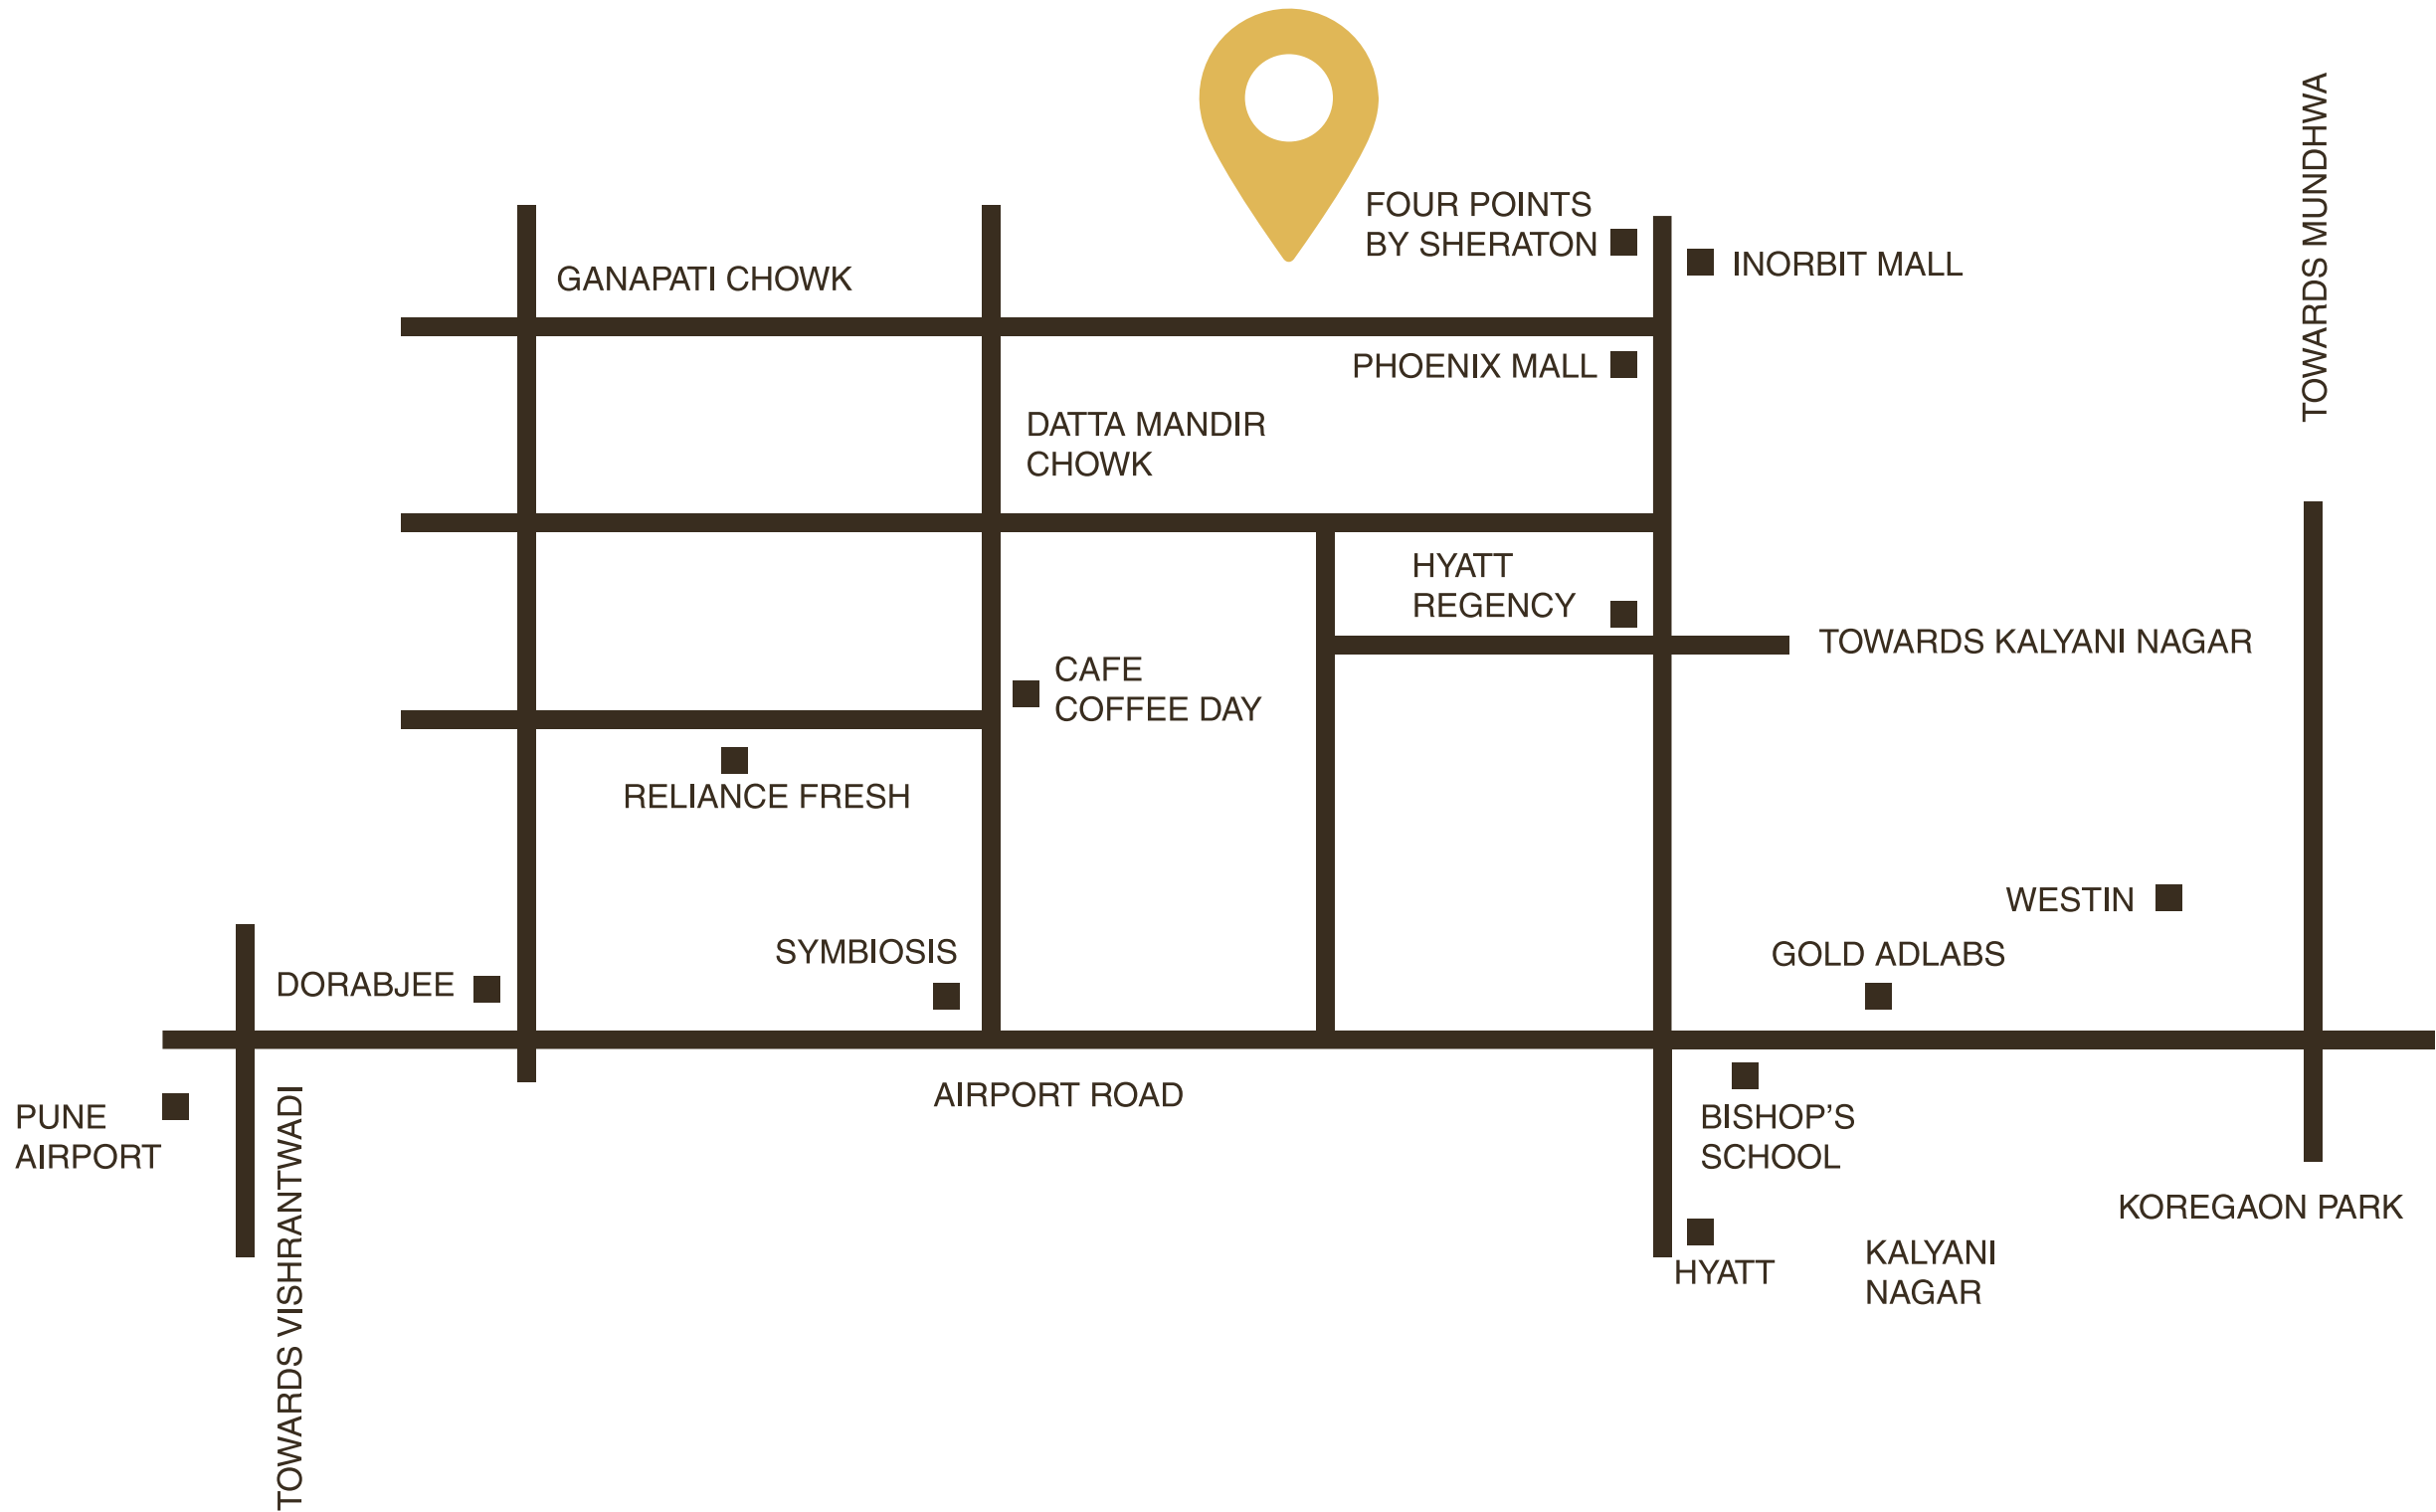 TOWARDS MUNDHWA
FOUR POINTS
BY SHERATON
INORBIT MALL
GANAPATI CHOWK
PHOENIX MALL
DATTA MANDIR
CHOWK
HYATT
REGENCY
TOWARDS KALYANI NAGAR
CAFE
COFFEE DAY
RELIANCE FRESH
WESTIN
SYMBIOSIS
GOLD ADLABS
DORABJEE
AIRPORT ROAD
PUNE
AIRPORT
TOWARDS VISHRANTWADI
BISHOP’S
SCHOOL
KOREGAON PARK
HYATT
KALYANI
NAGAR